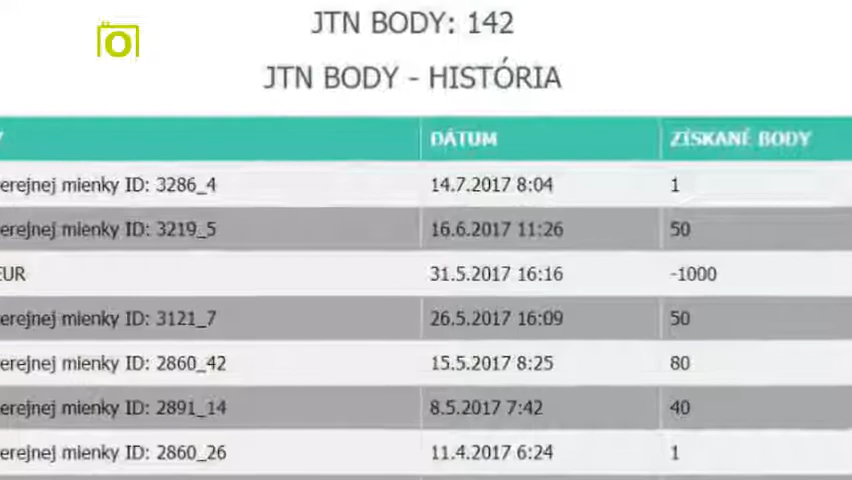 JTN BODY: 142
JTN BODY - HISTÓRIA
DÁTUM ZÍSKANÉ BODY
erejnej mienky ID: 3286_4 14.7.2017 8:04 1
erejnej mienky ID: 3219_5 16.6.2017 11:26 50
EUR 31.5.2017 16:16 -1000
erejnej mienky ID: 3121_7 26.5.2017 16:09 50
erejnej mienky ID: 2860_42 15.5.2017 8:25 80
erejnej mienky ID: 2891_14 8.5.2017 7:42 40
erejnej mienky ID: 2860_26 11.4.2017 6:24 1